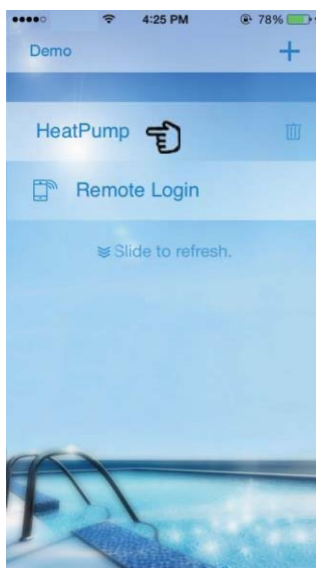 4:25 PM
78%
Demo
+
HeatPump
Remote Login
Slide to refresh.